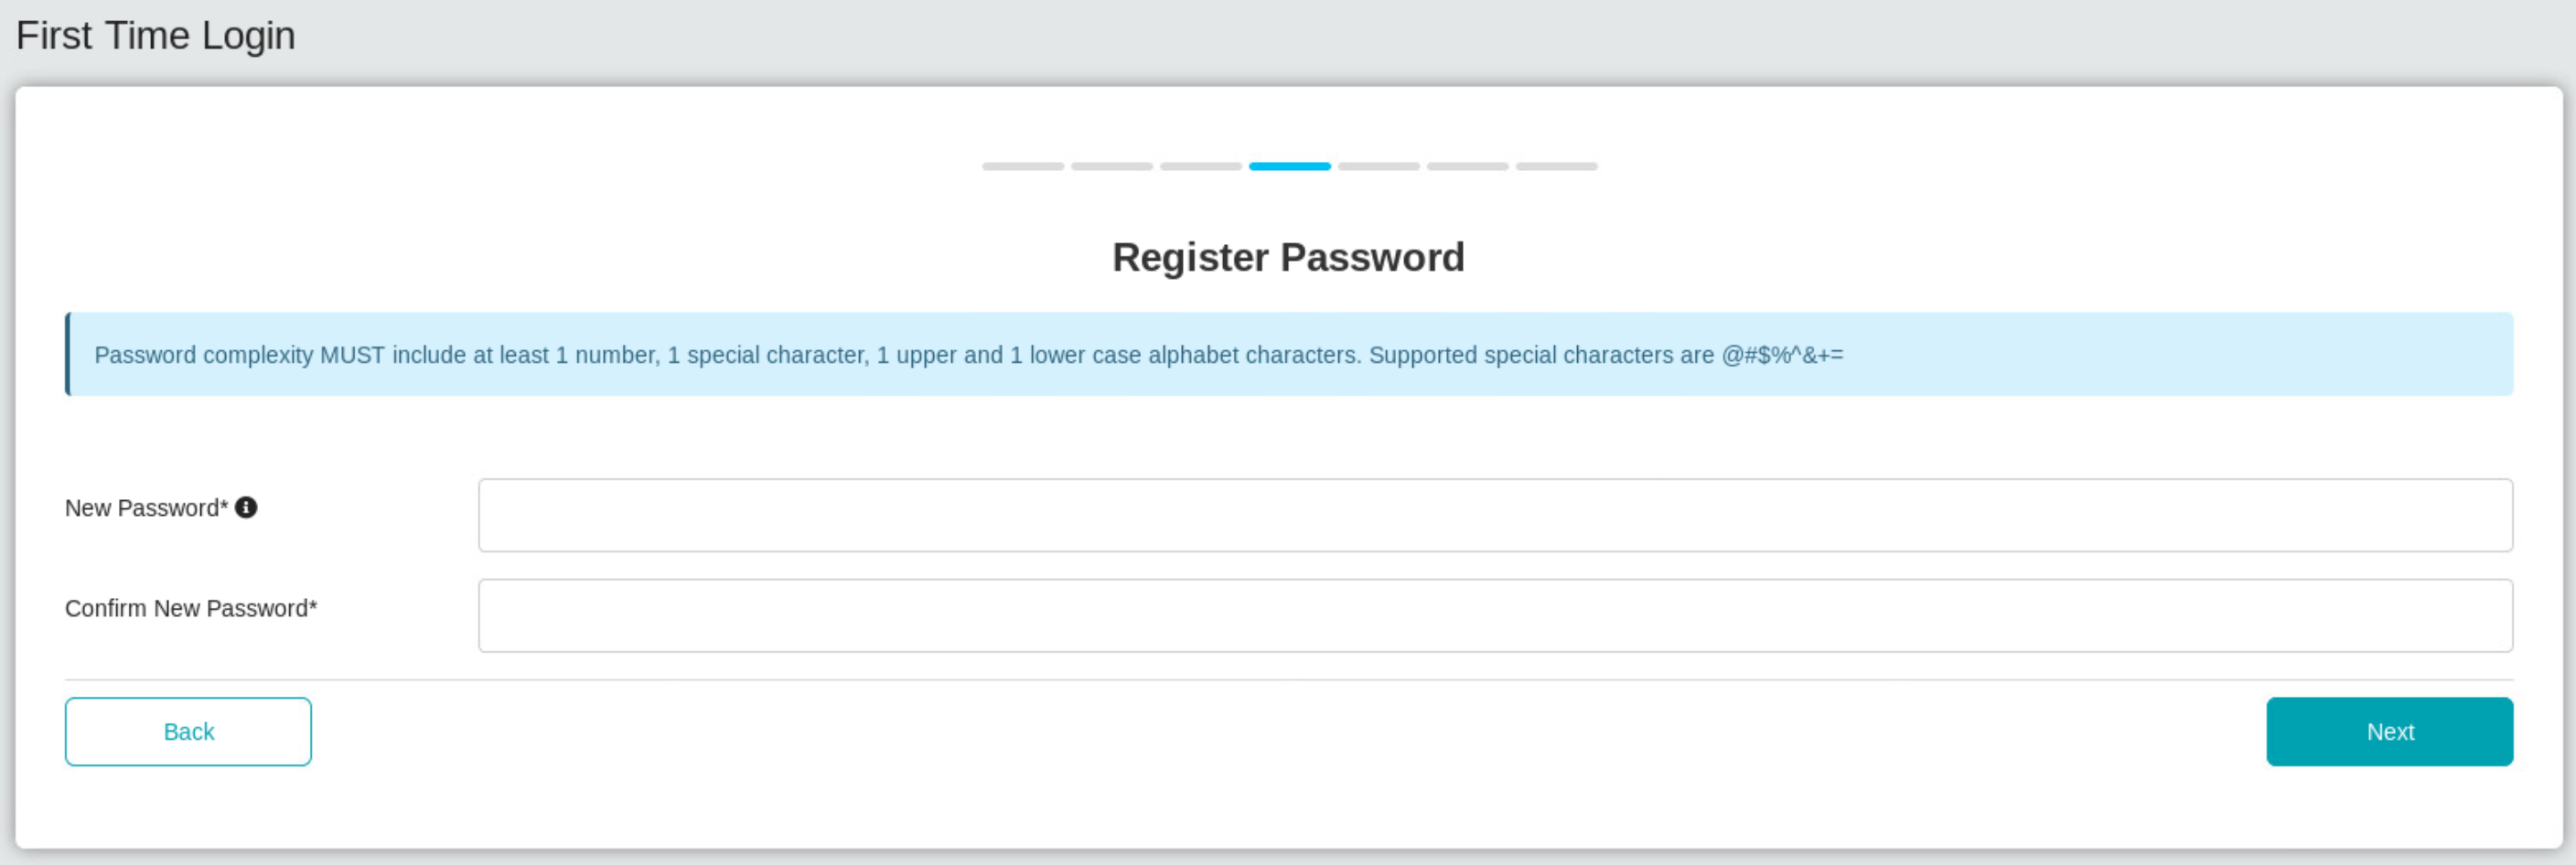 First Time Login
Register Password
Password complexity MUST include at least 1 number, 1 special character, 1 upper and 1 lower case alphabet characters. Supported special characters are @#$%^&+=
New Password*
Confirm New Password*
Back
Next